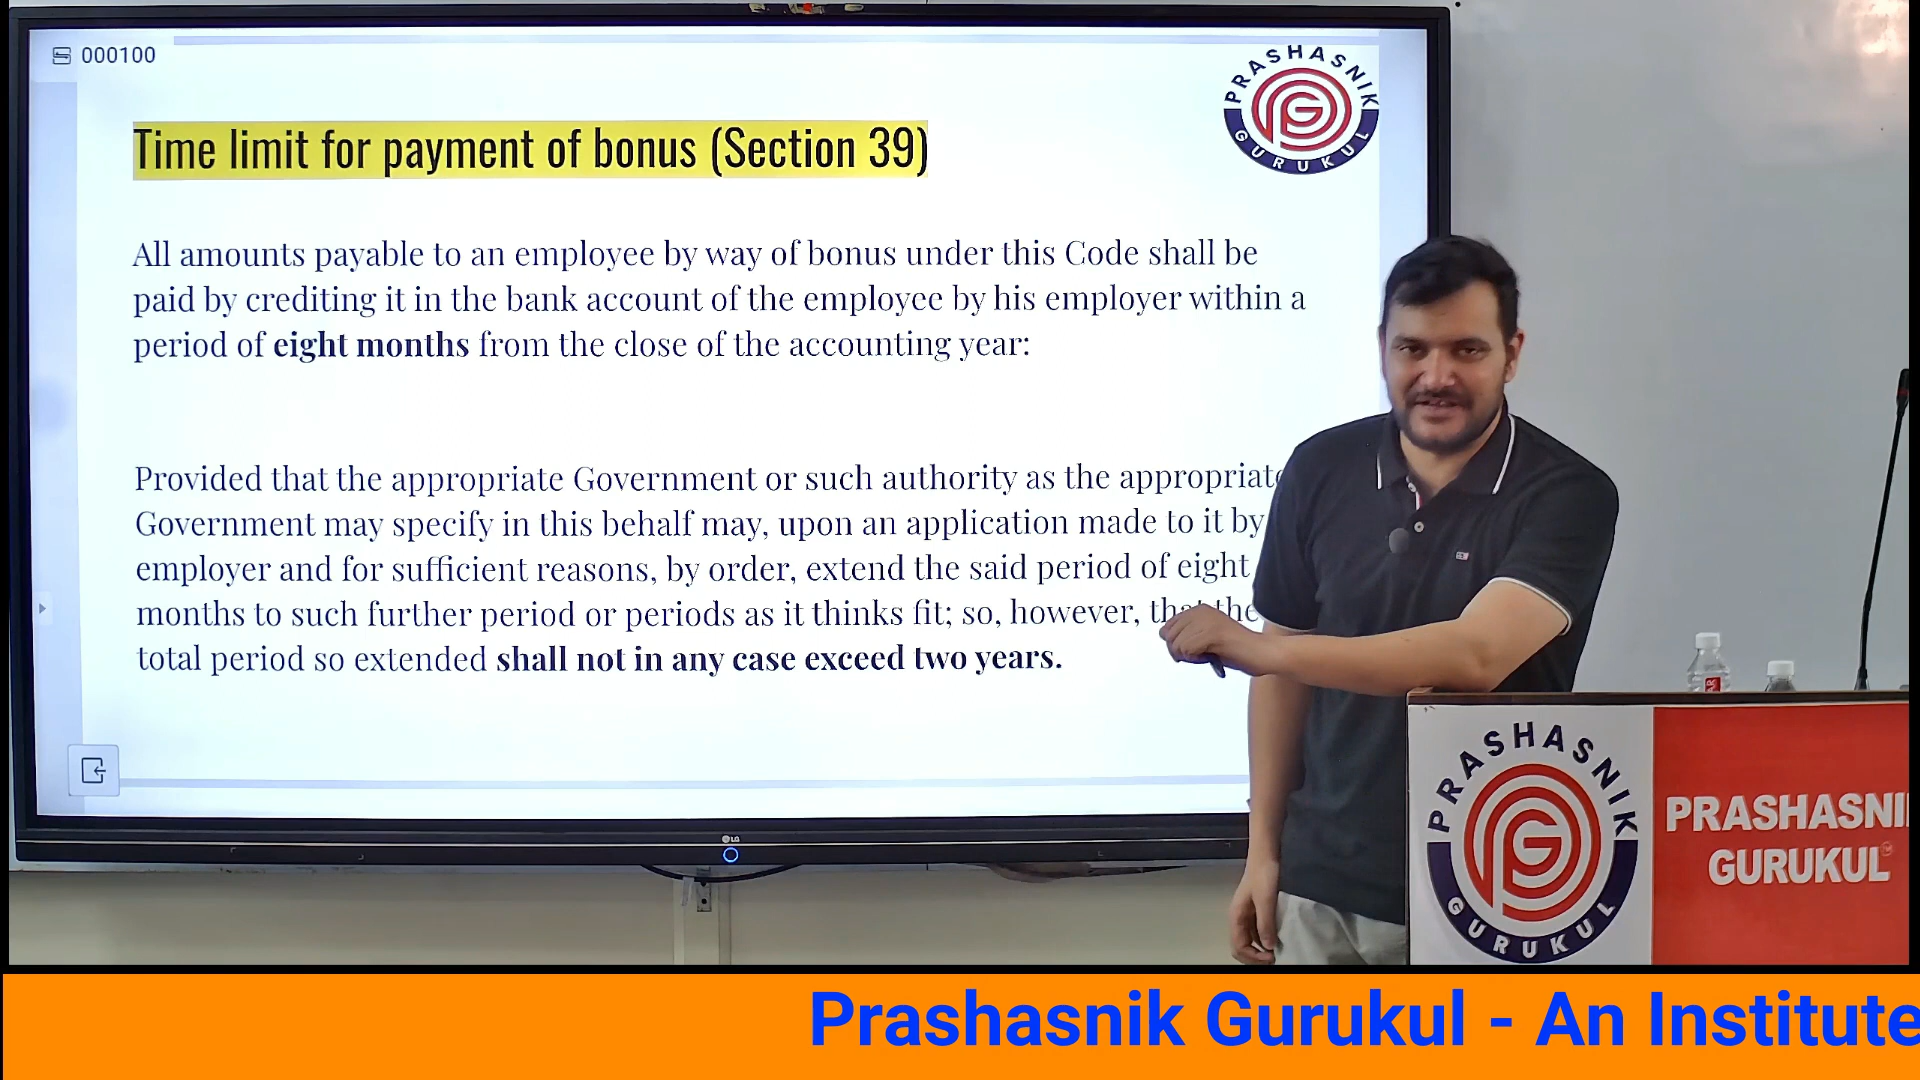 000100
PRASHASNIK
GURUKUL
Time limit for payment of bonus (Section 39)
All amounts payable to an employee by way of bonus under this Code shall be
paid by crediting it in the bank account of the employee by his employer within a
period of eight months from the close of the accounting year:
Provided that the appropriate Government or such authority as the appropriate
Government may specify in this behalf may, upon an application made to it by
employer and for sufficient reasons, by order, extend the said period of eight
months to such further period or periods as it thinks fit; so, however, that the
total period so extended shall not in any case exceed two years.
LG
PRASHASNIK
GURUKUL
PRASHASNI
GURUKUL
Prashasnik Gurukul - An Institute